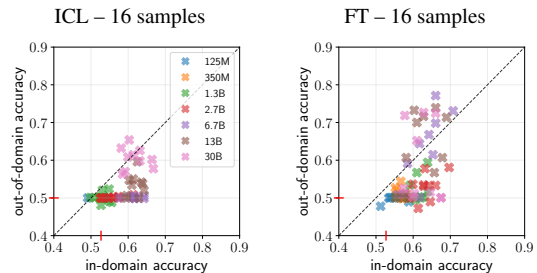 ICL – 16 samples
FT – 16 samples
out-of-domain accuracy
0.9
0.8
0.7
0.6
0.5
0.4
0.4 0.5 0.6 0.7 0.8 0.9
in-domain accuracy
125M
350M
1.3B
2.7B
6.7B
13B
30B
out-of-domain accuracy
0.9
0.8
0.7
0.6
0.5
0.4
0.4 0.5 0.6 0.7 0.8 0.9
in-domain accuracy